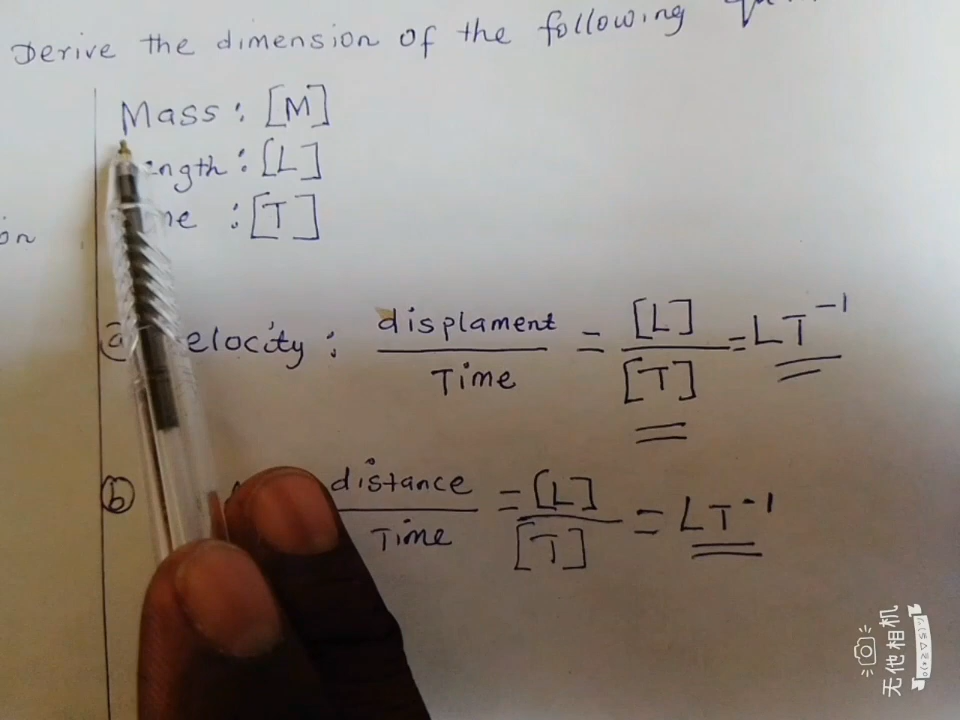 Derive the dimension of the following
Mass : [M]
ngth : [L]
ne : [T]
on
elocity : displament / Time = [L] / [T] = LT⁻¹
ⓑ distance / Time = [L] / [T] = LT⁻¹
无他相机